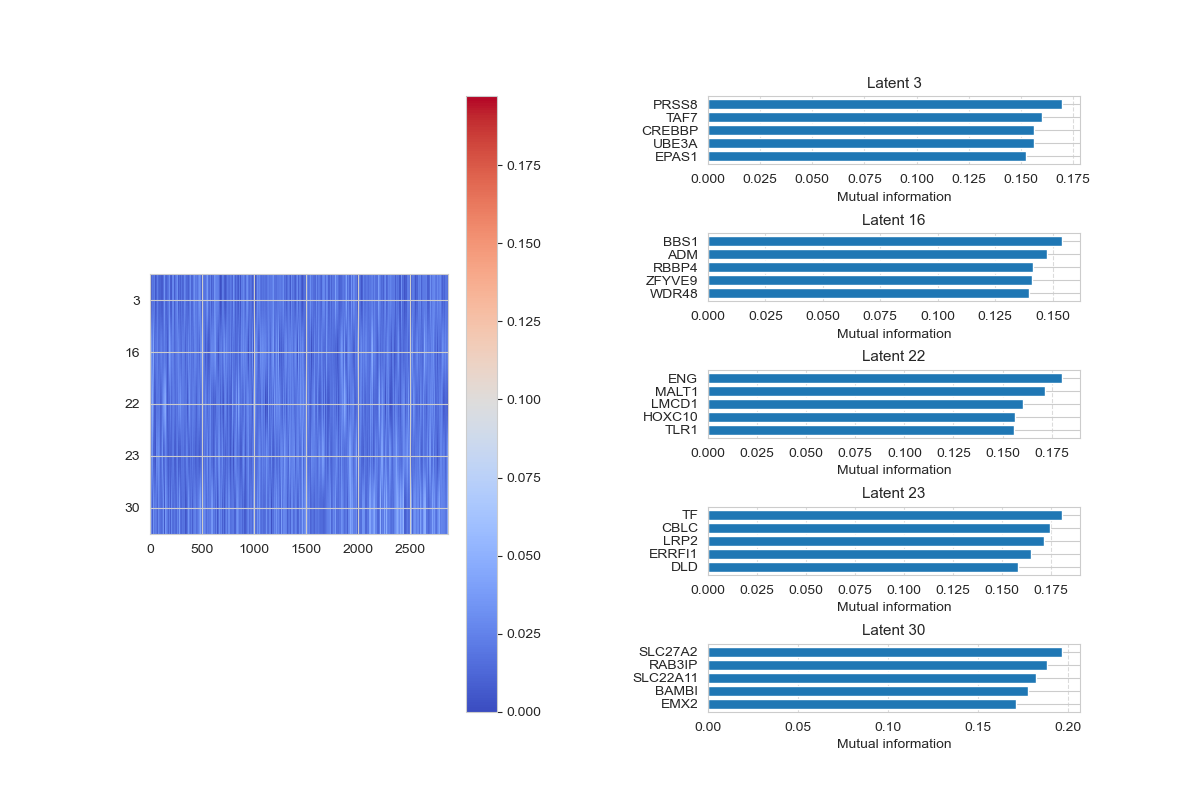 0.175
0.150
0.125
0.100
0.075
0.050
0.025
0.000
3
16
22
23
30
0 500 1000 1500 2000 2500
Latent 3
PRSS8
TAF7
CREBBP
UBE3A
EPAS1
0.000 0.025 0.050 0.075 0.100 0.125 0.150 0.175
Mutual information
Latent 16
BBS1
ADM
RBBP4
ZFYVE9
WDR48
0.000 0.025 0.050 0.075 0.100 0.125 0.150
Mutual information
Latent 22
ENG
MALT1
LMCD1
HOXC10
TLR1
0.000 0.025 0.050 0.075 0.100 0.125 0.150 0.175
Mutual information
Latent 23
TF
CBLC
LRP2
ERRFI1
DLD
0.000 0.025 0.050 0.075 0.100 0.125 0.150 0.175
Mutual information
Latent 30
SLC27A2
RAB3IP
SLC22A11
BAMBI
EMX2
0.00 0.05 0.10 0.15 0.20
Mutual information